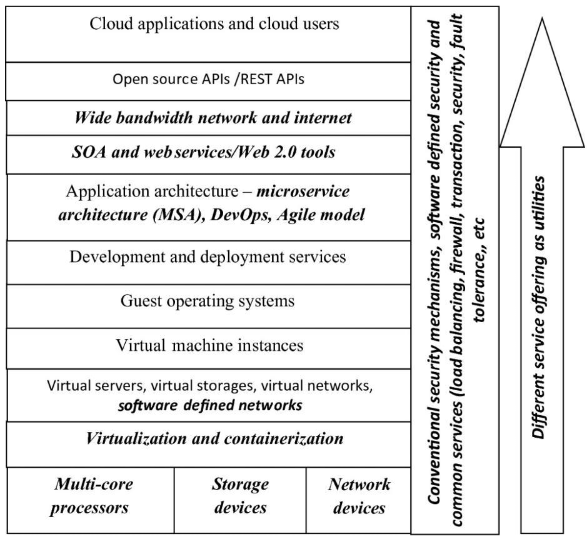 Cloud applications and cloud users
Open source APIs /REST APIs
Wide bandwidth network and internet
SOA and web services/Web 2.0 tools
Application architecture – microservice
architecture (MSA), DevOps, Agile model
Development and deployment services
Guest operating systems
Virtual machine instances
Virtual servers, virtual storages, virtual networks,
software defined networks
Virtualization and containerization
Multi-core
processors
Storage
devices
Network
devices
Conventional security mechanisms, software defined security and
common services (load balancing, firewall, transaction, security, fault
tolerance,, etc
Different service offering as utilities